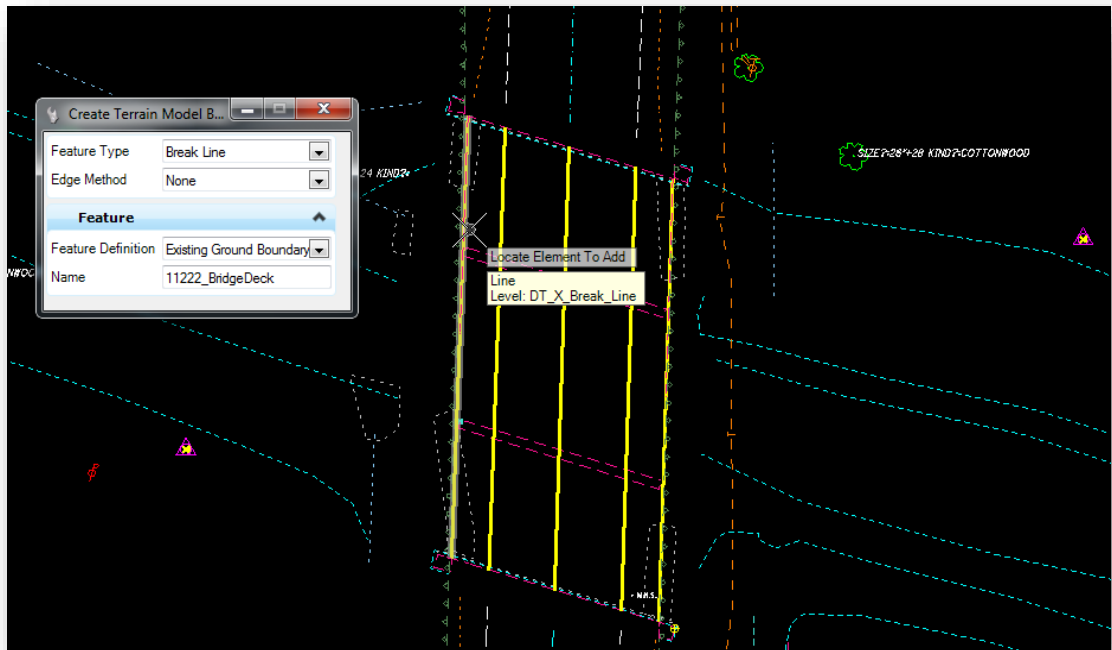 Create Terrain Model B...
Feature Type Break Line
Edge Method None
Feature
Feature Definition Existing Ground Boundary
Name 11222_BridgeDeck
24 KIND?:
SIZE?:26"+28 KIND?:COTTONWOOD
Locate Element To Add
Line
Level: DT_X_Break_Line